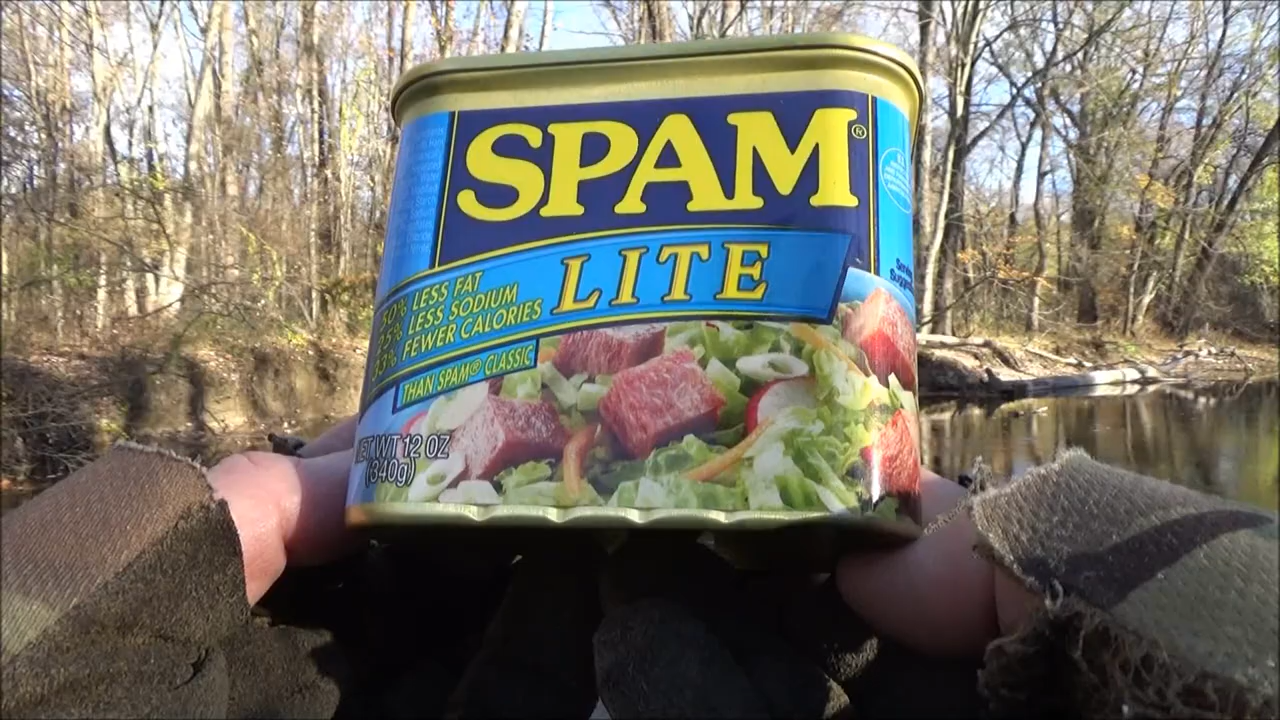 SPAM®
LITE
50% LESS FAT
25% LESS SODIUM
33% FEWER CALORIES
THAN SPAM® CLASSIC
NET WT 12 OZ
(340g)
Serving